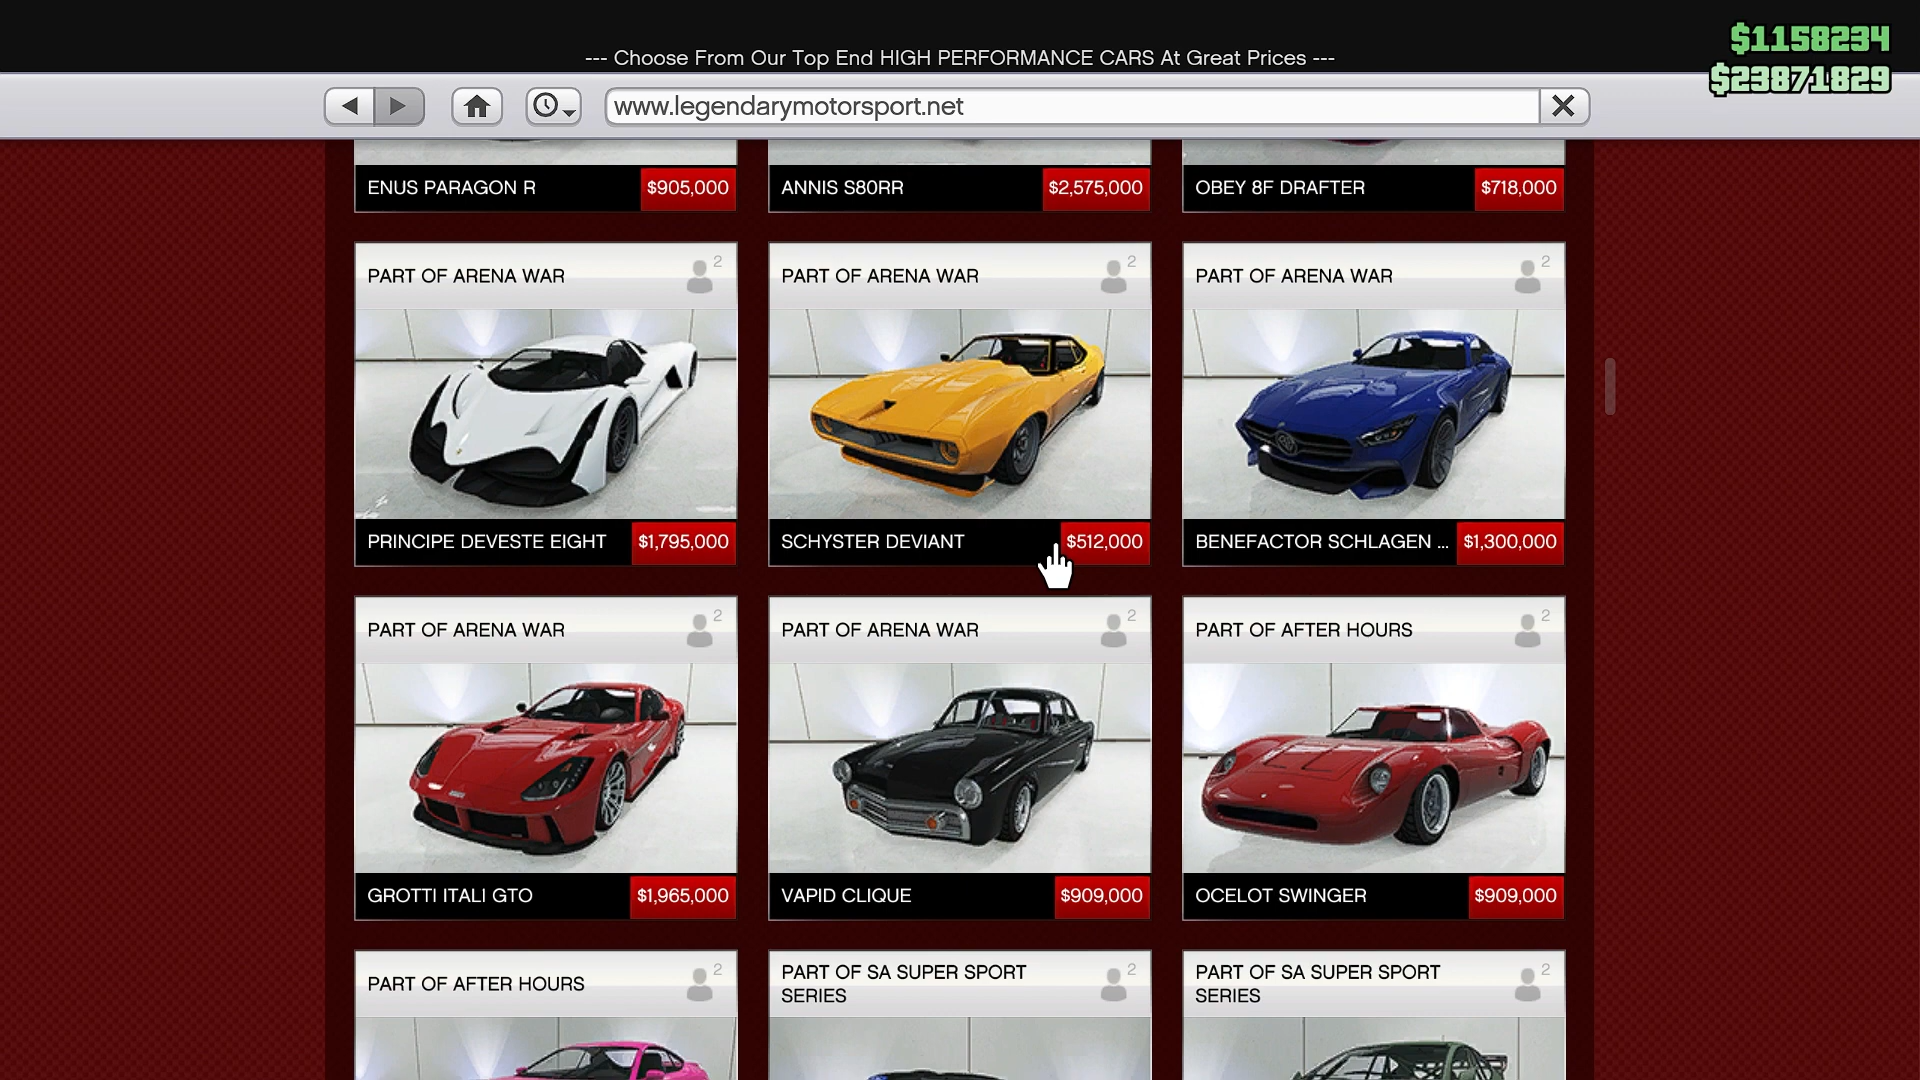 --- Choose From Our Top End HIGH PERFORMANCE CARS At Great Prices ---
$1158234
$23871829
www.legendarymotorsport.net
ENUS PARAGON R
$905,000
ANNIS S80RR
$2,575,000
OBEY 8F DRAFTER
$718,000
PART OF ARENA WAR
2
PART OF ARENA WAR
2
PART OF ARENA WAR
2
PRINCIPE DEVESTE EIGHT
$1,795,000
SCHYSTER DEVIANT
$512,000
BENEFACTOR SCHLAGEN ...
$1,300,000
PART OF ARENA WAR
2
PART OF ARENA WAR
2
PART OF AFTER HOURS
2
GROTTI ITALI GTO
$1,965,000
VAPID CLIQUE
$909,000
OCELOT SWINGER
$909,000
PART OF AFTER HOURS
2
PART OF SA SUPER SPORT
SERIES
2
PART OF SA SUPER SPORT
SERIES
2